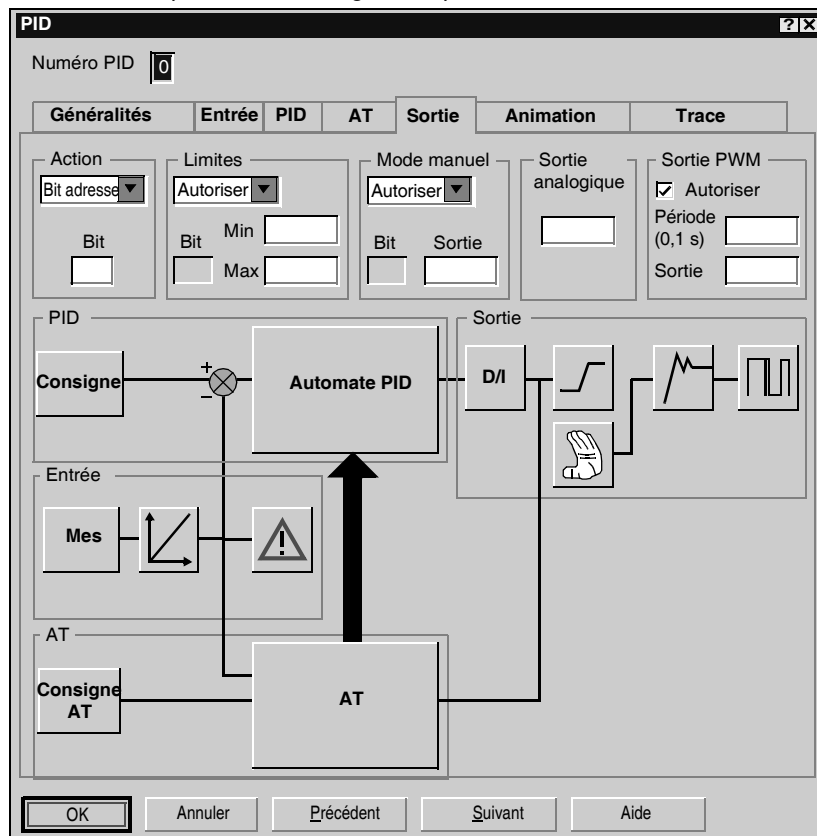 PID
? X
Numéro PID 0
Généralités Entrée PID AT Sortie Animation Trace
Action
Bit adresse
Bit
Limites
Autoriser
Bit
Min
Max
Mode manuel
Autoriser
Bit Sortie
Sortie
analogique
Sortie PWM
Autoriser
Période
(0,1 s)
Sortie
PID
Consigne
+
−
Automate PID
Sortie
D/I
Entrée
Mes
!
AT
Consigne
AT
AT
OK Annuler Précédent Suivant Aide